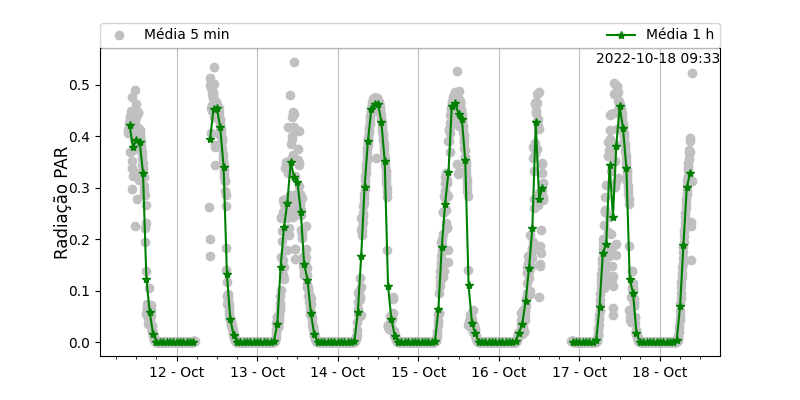 Média 5 min
Média 1 h
2022-10-18 09:33
Radiação PAR
0.5
0.4
0.3
0.2
0.1
0.0
12 - Oct
13 - Oct
14 - Oct
15 - Oct
16 - Oct
17 - Oct
18 - Oct